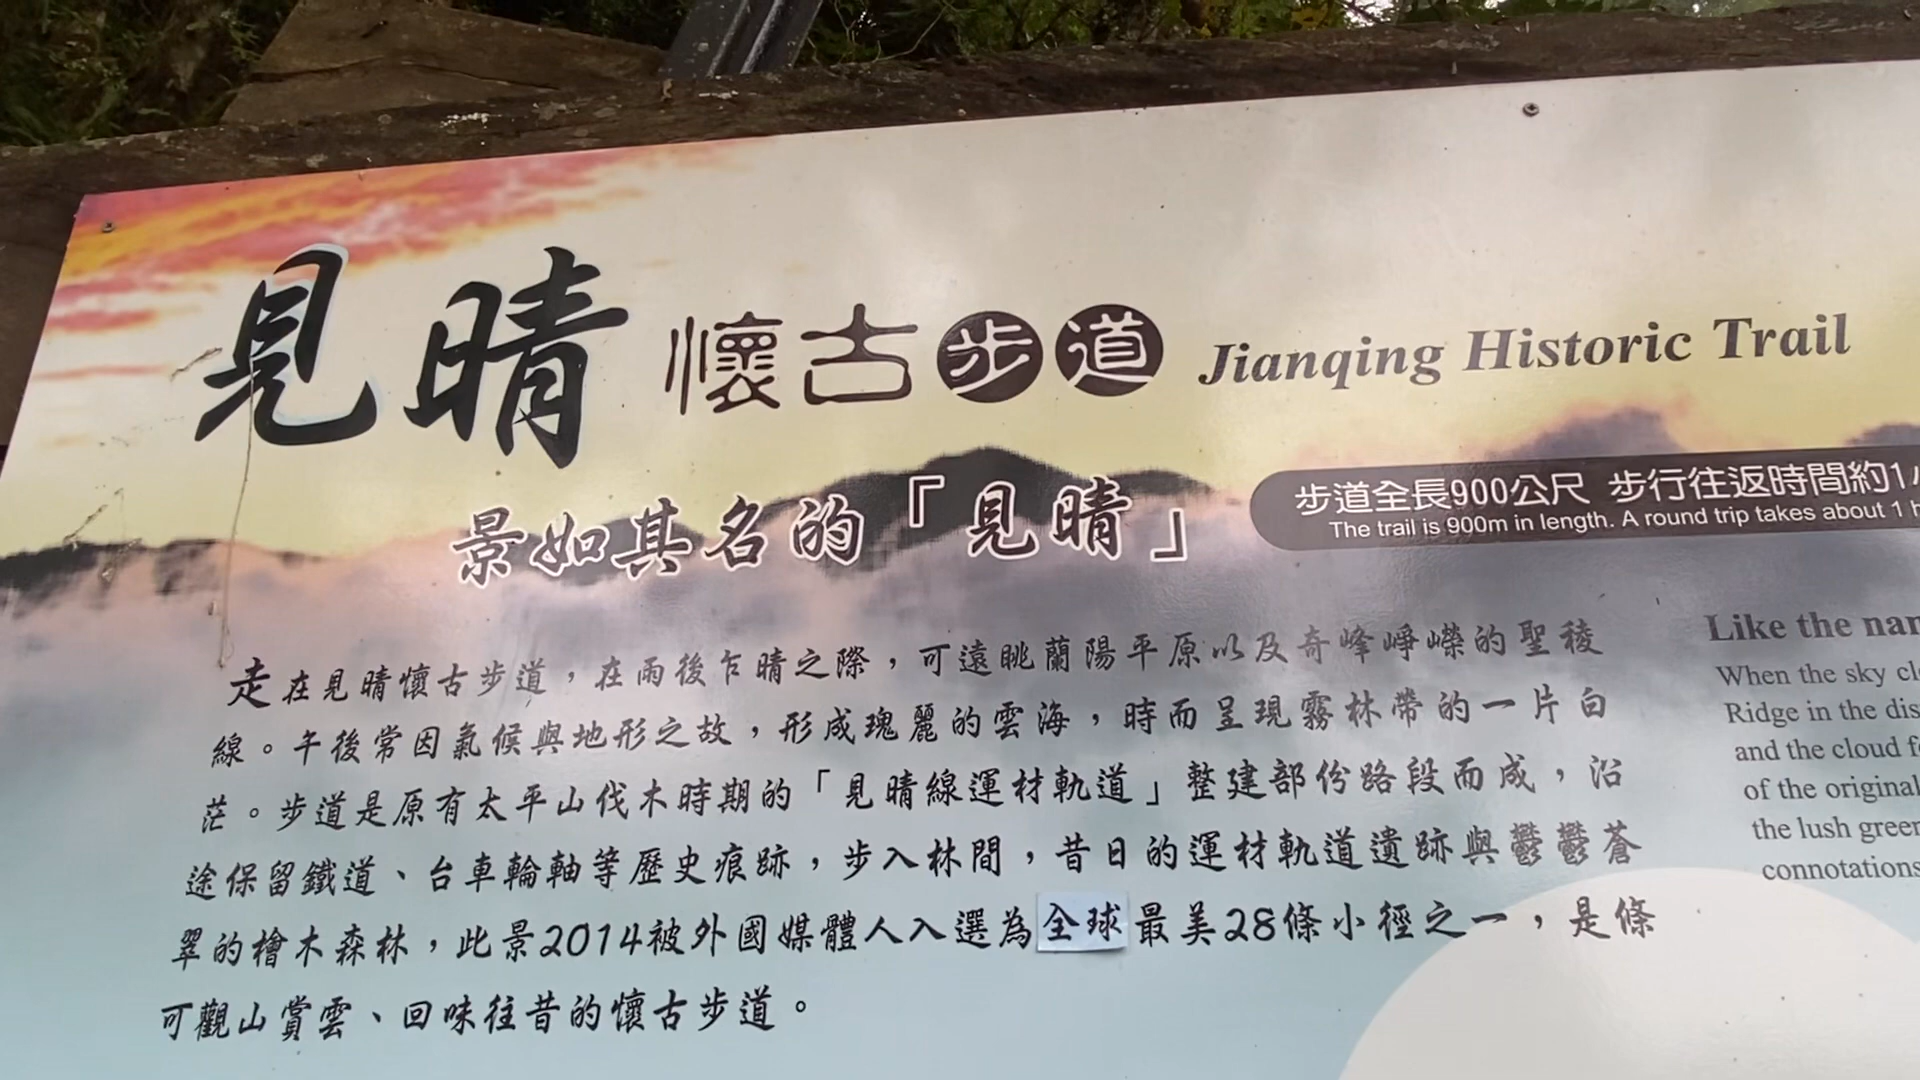 見晴懷古步道 Jianqing Historic Trail
景如其名的「見晴」
步道全長900公尺 步行往返時間約1小
The trail is 900m in length. A round trip takes about 1 h
走在見晴懷古步道，在雨後乍晴之際，可遠眺蘭陽平原以及奇峰崢嶸的聖稜
線。午後常因氣候與地形之故，形成瑰麗的雲海，時而呈現霧林帶的一片白
茫。步道是原有太平山伐木時期的「見晴線運材軌道」整建部份路段而成，沿
途保留鐵道、台車輪軸等歷史痕跡，步入林間，昔日的運材軌道遺跡與鬱鬱蒼
翠的檜木森林，此景2014被外國媒體人入選為全球最美28條小徑之一，是條
可觀山賞雲、回味往昔的懷古步道。
Like the nam
When the sky cle
Ridge in the dis
and the cloud f
of the original
the lush green
connotations